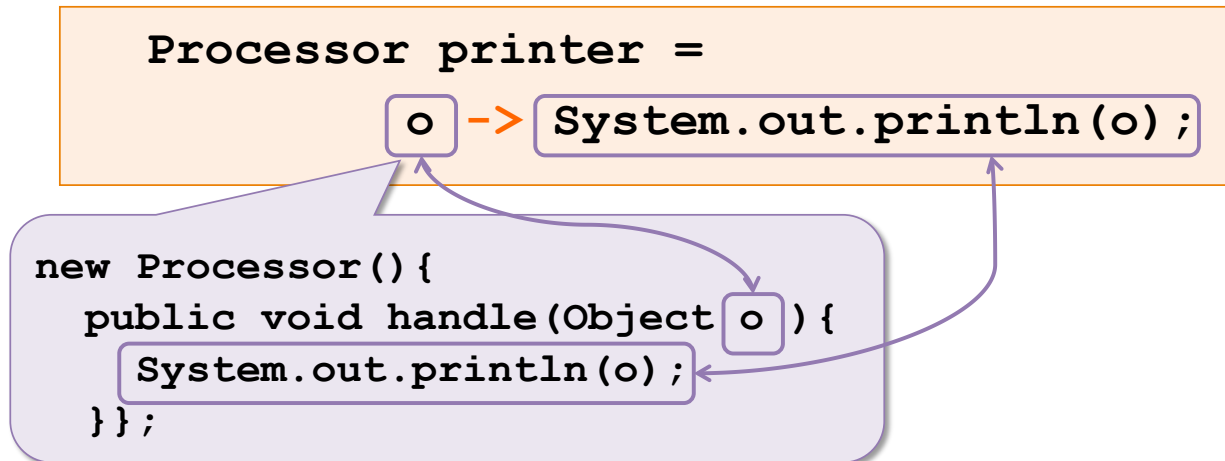 Processor printer =
o -> System.out.println(o);
new Processor(){
public void handle(Object o ){
System.out.println(o);
}};